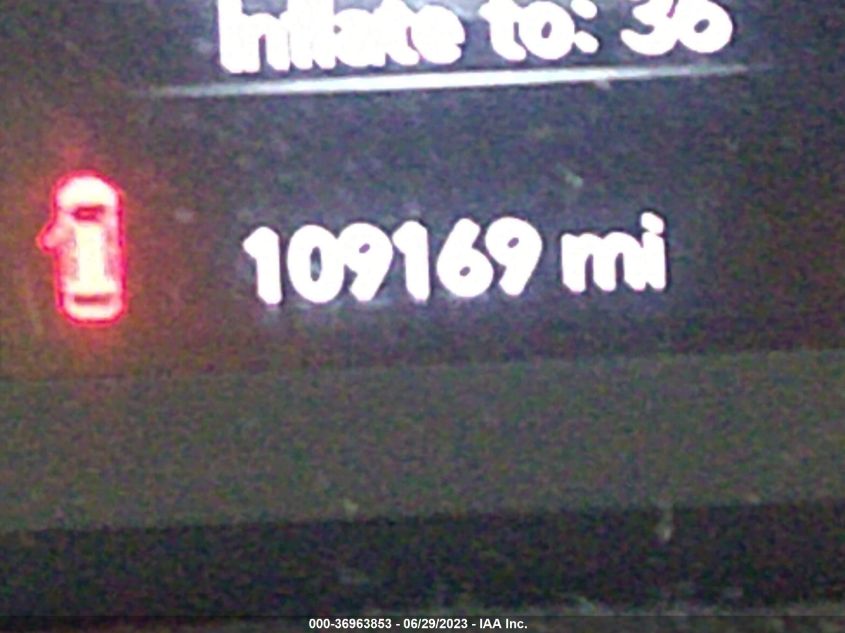 Inflate to: 36
109169 mi
000-36963853 - 06/29/2023 - IAA Inc.